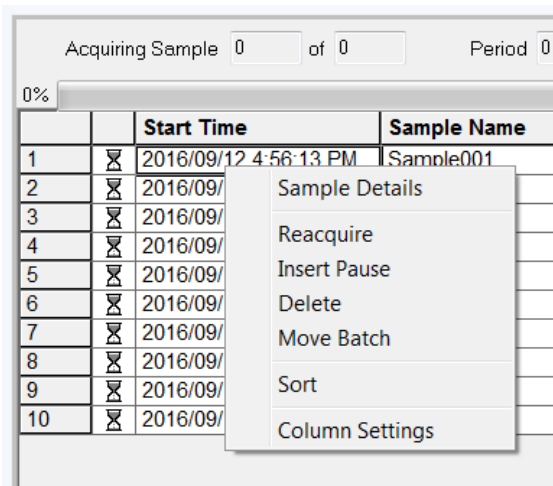 Acquiring Sample 0 of 0 Period 0
0%
Start Time Sample Name
1 2016/09/12 4:56:13 PM Sample001
2 2016/09/
3 2016/09/
4 2016/09/
5 2016/09/
6 2016/09/
7 2016/09/
8 2016/09/
9 2016/09/
10 2016/09/
Sample Details
Reacquire
Insert Pause
Delete
Move Batch
Sort
Column Settings